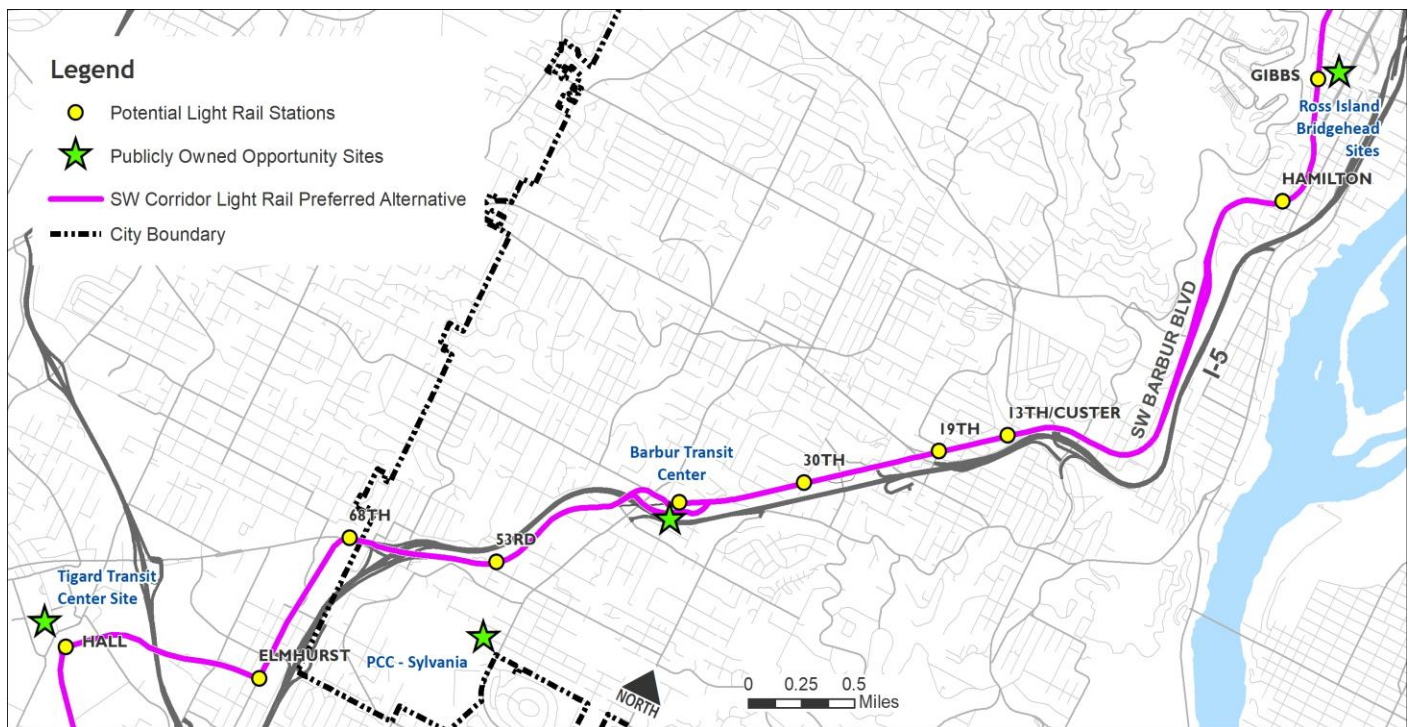 Legend
Potential Light Rail Stations
Publicly Owned Opportunity Sites
SW Corridor Light Rail Preferred Alternative
City Boundary
GIBBS
Ross Island
Bridgehead
Sites
HAMILTON
SW BARBUR BLVD
I-5
13TH/CUSTER
19TH
Barbur Transit
Center
30TH
68TH
53RD
Tigard Transit
Center Site
HALL
ELMHURST
PCC - Sylvania
NORTH
0 0.25 0.5
Miles